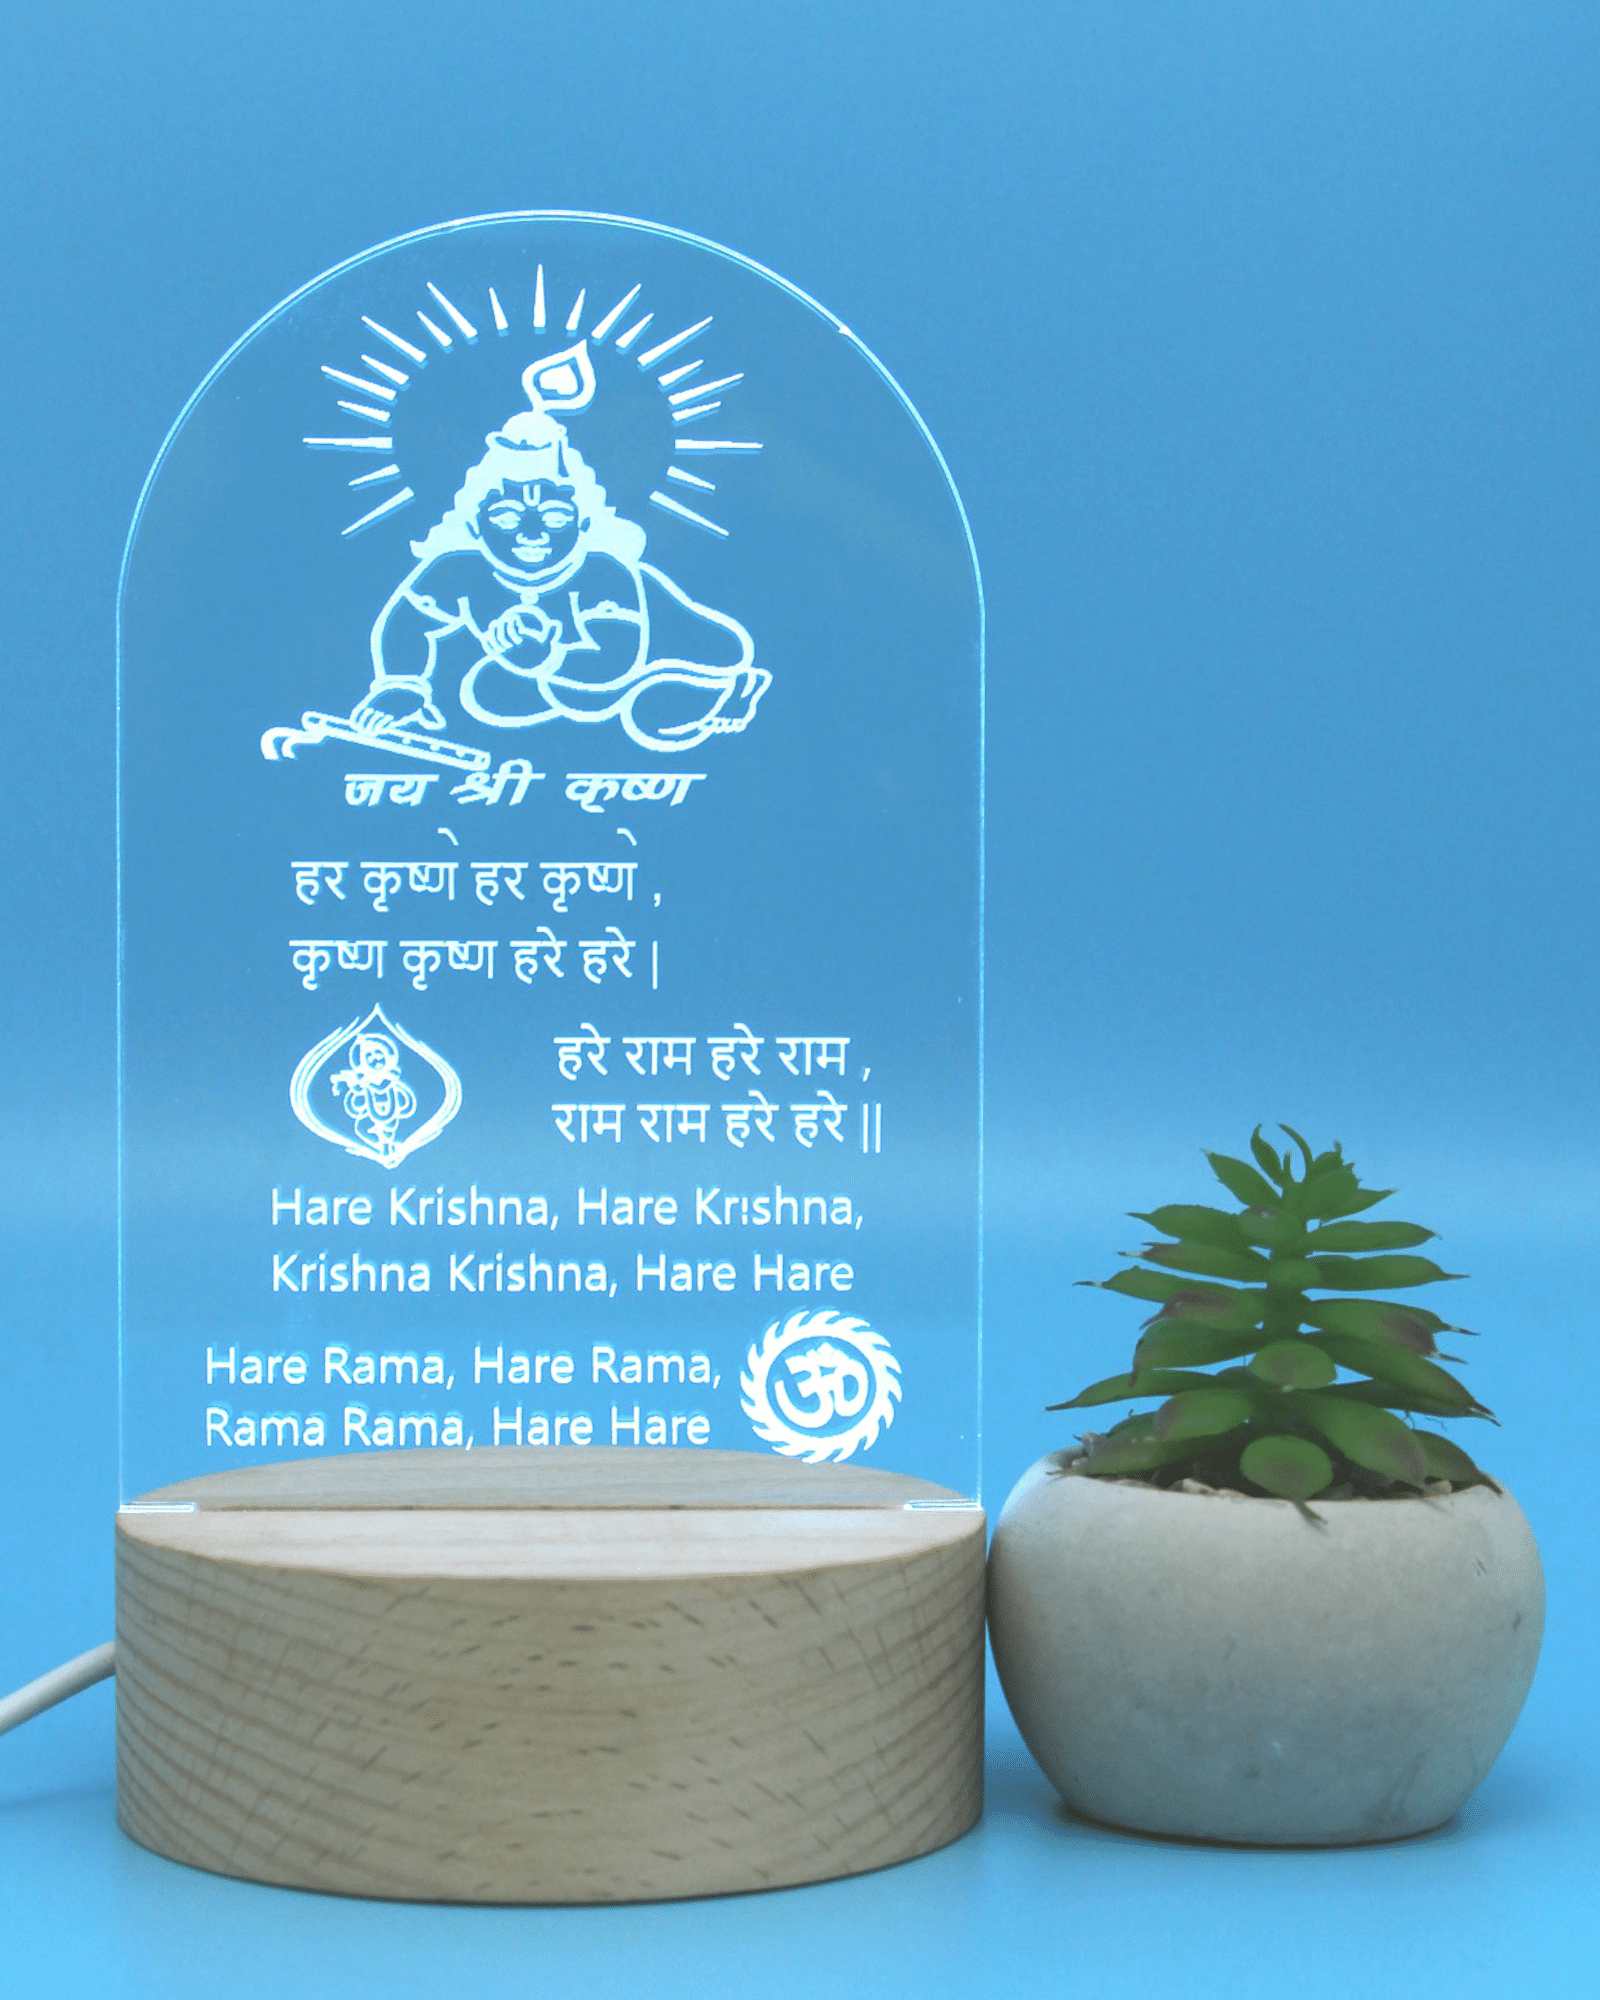 जय श्री कृष्ण
हर कृष्णे हर कृष्णे ,
कृष्ण कृष्ण हरे हरे |
हरे राम हरे राम ,
राम राम हरे हरे ||
Hare Krishna, Hare Krishna,
Krishna Krishna, Hare Hare
Hare Rama, Hare Rama,
Rama Rama, Hare Hare
ॐ